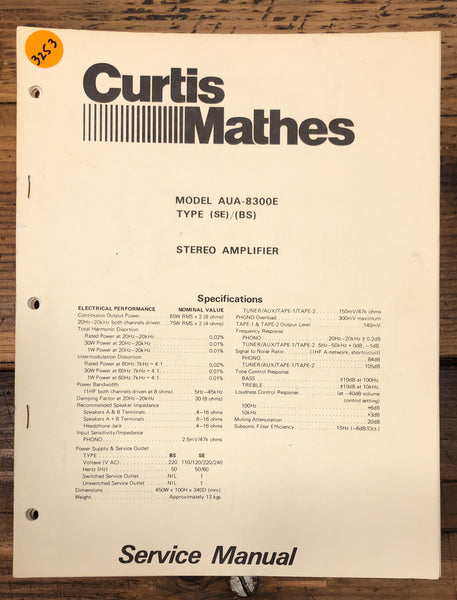 3253
Curtis
Mathes
MODEL AUA-8300E
TYPE (SE)/(BS)
STEREO AMPLIFIER
Specifications
ELECTRICAL PERFORMANCE NOMINAL VALUE
Continuous Output Power 65W RMS x 2 (8 ohms)
20Hz~20kHz both channels driven. 75W RMS x 2 (4 ohms)
Total Harmonic Disortion
Rated Power at 20Hz~20kHz 0.02%
30W Power at 20Hz~20kHz 0.01%
1W Power at 20Hz~20kHz 0.01%
Intermodulation Distortion
Rated Power at 60Hz:7kHz = 4:1 0.02%
30W Power at 60Hz:7kHz = 4:1 0.01%
1W Power at 60Hz:7kHz = 4:1 0.01%
Power Bandwidth
(1HF both channels driven at 8 ohms) 5Hz~45kHz
Damping Factor at 20Hz~20kHz 30 (8 ohms)
Recommended Speaker Impedance
Speakers A & B Terminals 4~16 ohms
Speakers A + B Terminals 8~16 ohms
Headphone Jack 4~16 ohms
Input Sensitivity/Impedance
PHONO 2.5mV/47k ohms
Power Supply & Service Outlet
TYPE BS SE
Voltave (V AC) 220 110/120/220/240
Hertz (Hz) 50 50/60
Switched Service Outlet NIL 1
Unswitched Service Outlet NIL 1
Dimensions 450W x 100H x 340D (mm)
Weight Approximately 13 kgs
TUNER/AUX/TAPE-1/TAPE-2 150mV/47k ohms
PHONO Overload 300mV maximum
TAPE-1 & TAPE-2 Output Level 140mV
Frequency Response
PHONO 20Hz~20kHz ± 0.2dB
TUNER/AUX/TAPE-1/TAPE-2 5Hz~50kHz + 0dB, -1dB
Signal to Noise Ratio (1HF A-network, shortcircuit)
PHONO 84dB
TUNER/AUX/TAPE-1/TAPE-2 105dB
Tone Control Response
BASS ±10dB at 100Hz
TREBLE ±10dB at 10kHz
Loudness Control Response (at -40dB volume
control setting)
100Hz +6dB
10kHz +3dB
Muting Attenuation 20dB
Subsonic Filter Efficiency 15Hz (-6dB/Oct.)
Service Manual